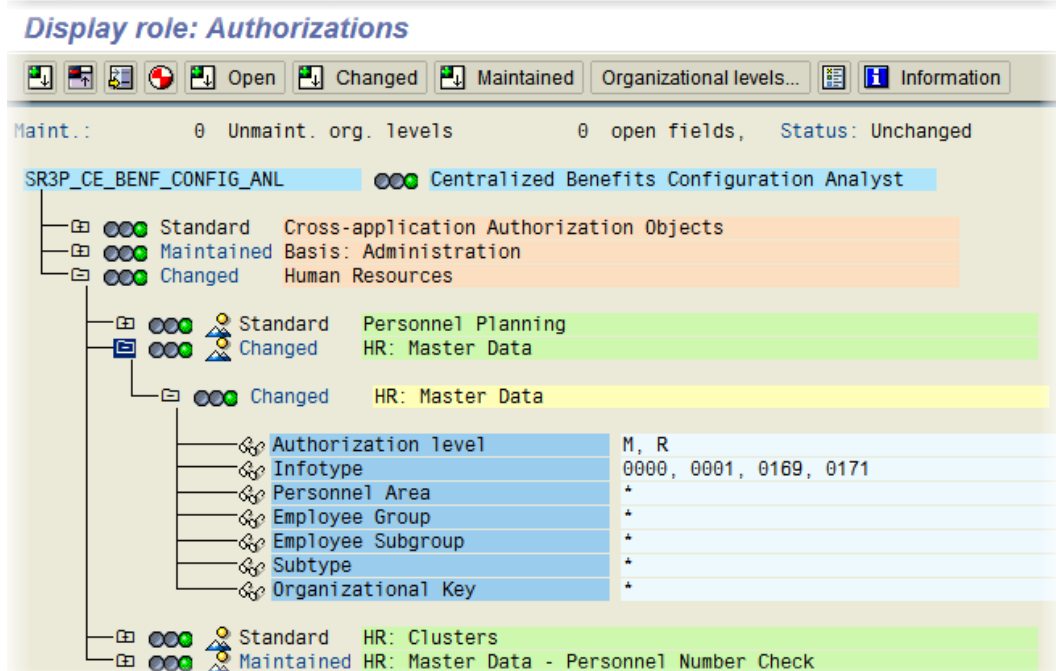 Display role: Authorizations
Open Changed Maintained Organizational levels... Information
Maint.: 0 Unmaint. org. levels 0 open fields, Status: Unchanged
SR3P_CE_BENF_CONFIG_ANL Centralized Benefits Configuration Analyst
Standard Cross-application Authorization Objects
Maintained Basis: Administration
Changed Human Resources
Standard Personnel Planning
Changed HR: Master Data
Changed HR: Master Data
Authorization level M, R
Infotype 0000, 0001, 0169, 0171
Personnel Area *
Employee Group *
Employee Subgroup *
Subtype *
Organizational Key *
Standard HR: Clusters
Maintained HR: Master Data - Personnel Number Check